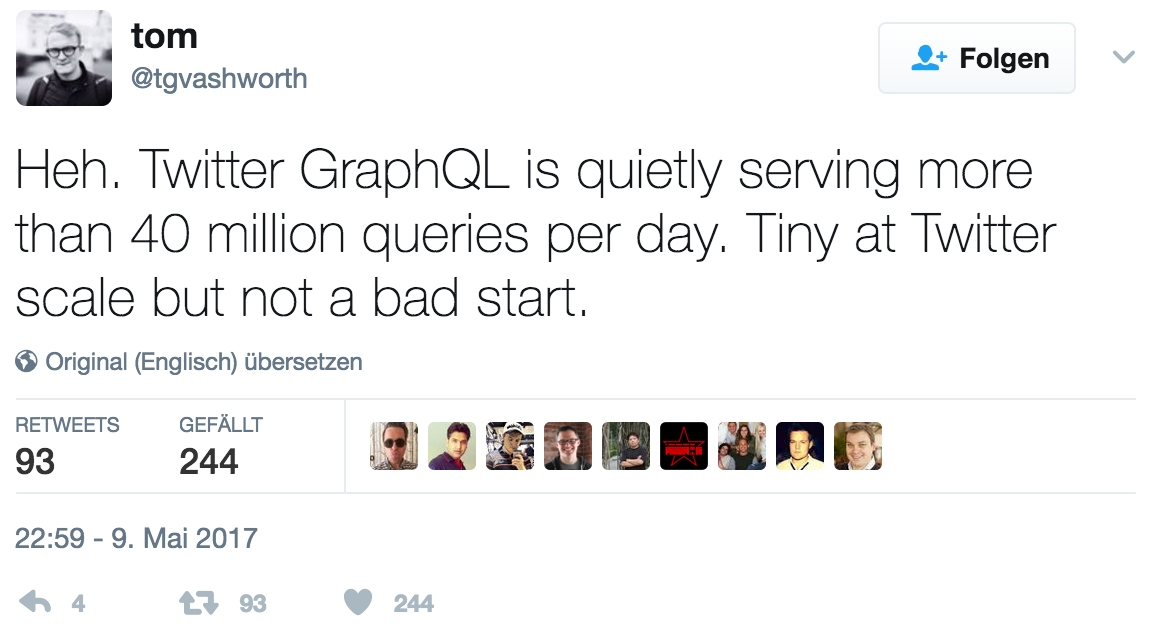 tom
@tgvashworth
Folgen
Heh. Twitter GraphQL is quietly serving more
than 40 million queries per day. Tiny at Twitter
scale but not a bad start.
Original (Englisch) übersetzen
RETWEETS GEFÄLLT
93 244
22:59 - 9. Mai 2017
4 93 244